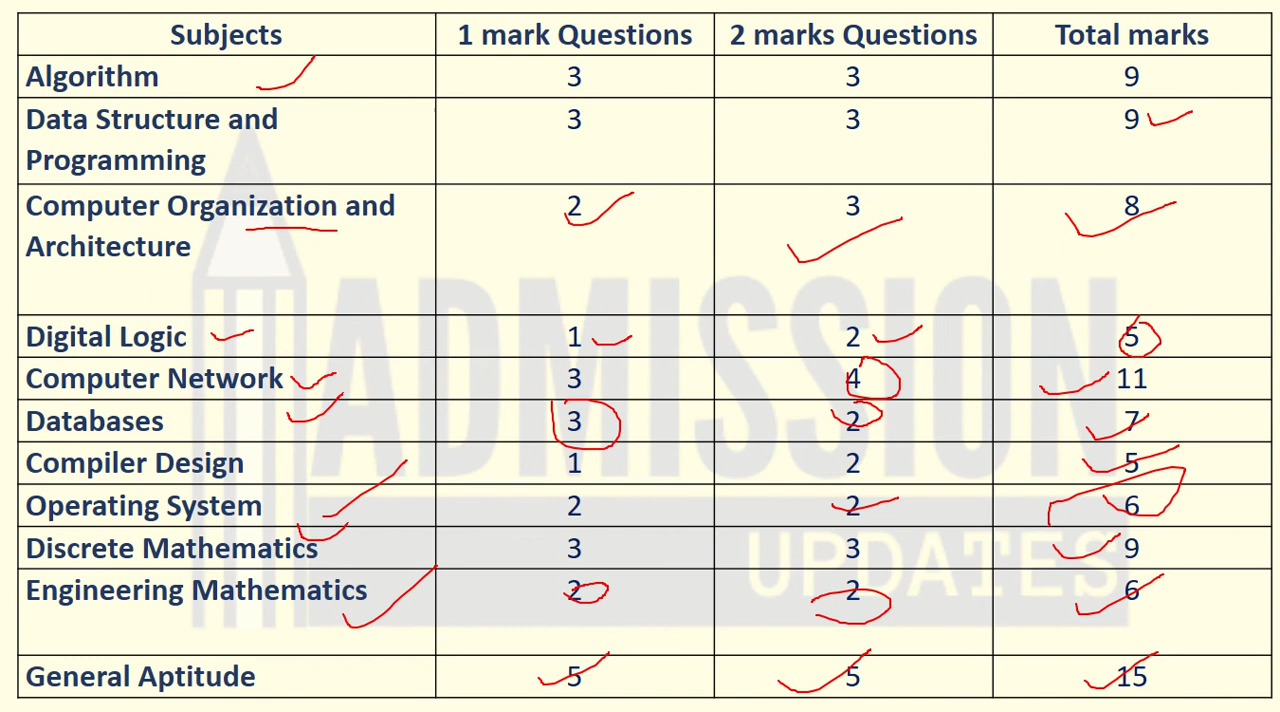 Subjects 1 mark Questions 2 marks Questions Total marks
Algorithm 3 3 9
Data Structure and 3 3 9
Programming
Computer Organization and 2 3 8
Architecture
Digital Logic 1 2 5
Computer Network 3 4 11
Databases 3 2 7
Compiler Design 1 2 5
Operating System 2 2 6
Discrete Mathematics 3 3 9
Engineering Mathematics 2 2 6
General Aptitude 5 5 15
ADMISSION
UPDATES